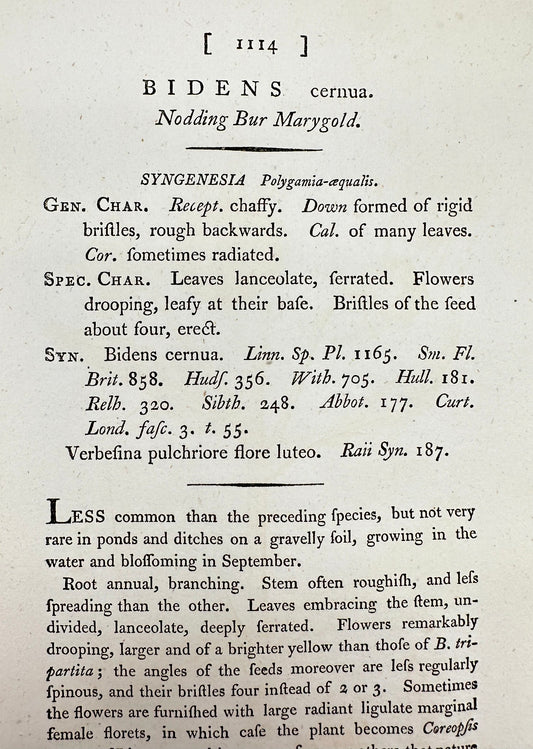 [ 1114 ]
BIDENS cernua.
Nodding Bur Marygold.
SYNGENESIA Polygamia-æqualis.
GEN. CHAR. Recept. chaffy. Down formed of rigid
briſtles, rough backwards. Cal. of many leaves.
Cor. ſometimes radiated.
SPEC. CHAR. Leaves lanceolate, ſerrated. Flowers
drooping, leafy at their baſe. Briſtles of the ſeed
about four, erect.
SYN. Bidens cernua. Linn. Sp. Pl. 1165. Sm. Fl.
Brit. 858. Hudſ. 356. With. 705. Hull. 181.
Relh. 320. Sibth. 248. Abbot. 177. Curt.
Lond. faſc. 3. t. 55.
Verbeſina pulchriore flore luteo. Raii Syn. 187.
LESS common than the preceding ſpecies, but not very
rare in ponds and ditches on a gravelly ſoil, growing in the
water and bloſſoming in September.
Root annual, branching. Stem often roughiſh, and leſs
ſpreading than the other. Leaves embracing the ſtem, un-
divided, lanceolate, deeply ſerrated. Flowers remarkably
drooping, larger and of a brighter yellow than thoſe of B. tri-
partita; the angles of the ſeeds moreover are leſs regularly
ſpinous, and their briſtles four inſtead of 2 or 3. Sometimes
the flowers are furniſhed with large radiant ligulate marginal
female florets, in which caſe the plant becomes Coreopſis